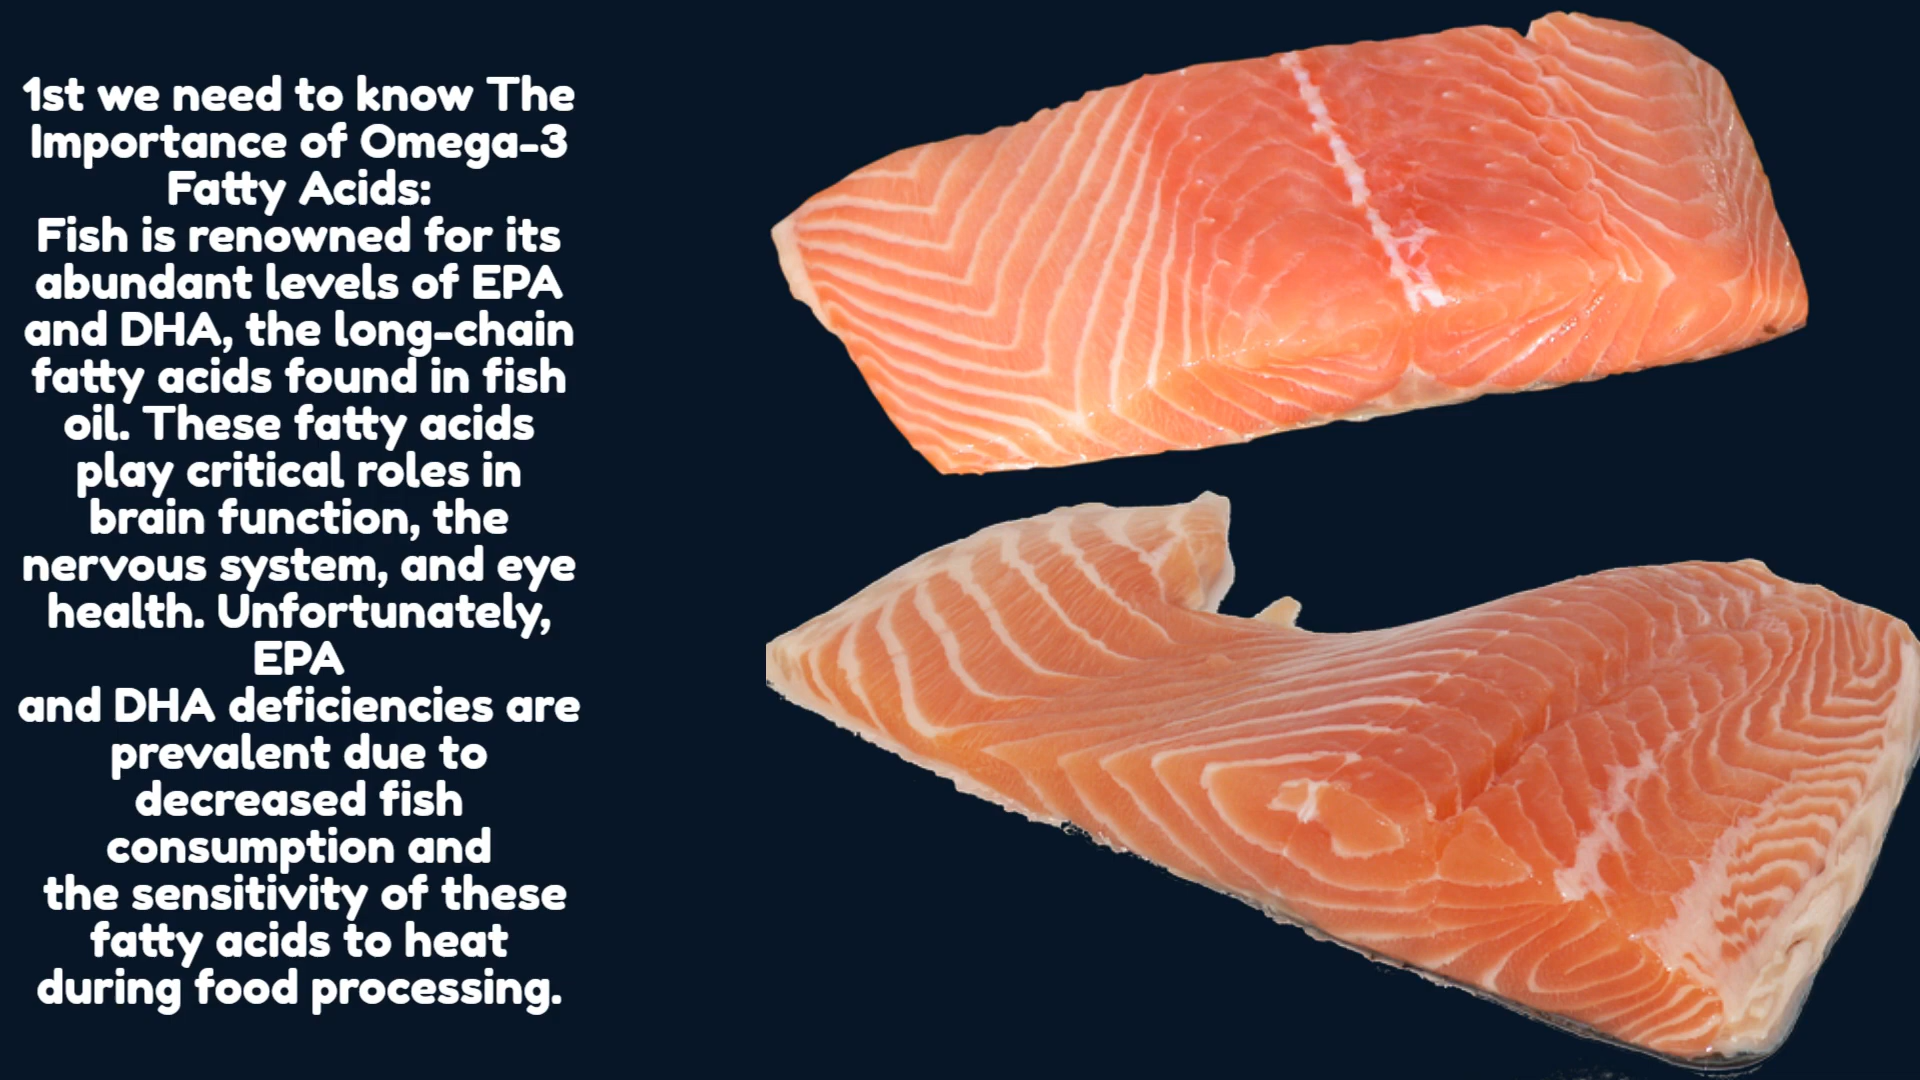 1st we need to know The
Importance of Omega-3
Fatty Acids:
Fish is renowned for its
abundant levels of EPA
and DHA, the long-chain
fatty acids found in fish
oil. These fatty acids
play critical roles in
brain function, the
nervous system, and eye
health. Unfortunately,
EPA
and DHA deficiencies are
prevalent due to
decreased fish
consumption and
the sensitivity of these
fatty acids to heat
during food processing.